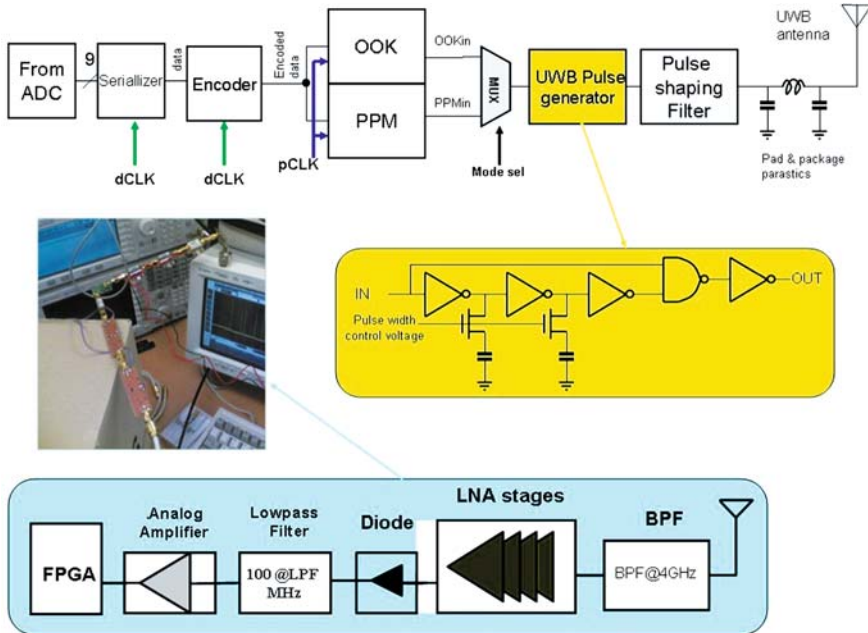 UWB
antenna
From
ADC
9
Seriallizer
data
Encoder
Encoded
data
OOK
PPM
OOKin
PPMin
MUX
UWB Pulse
generator
Pulse
shaping
Filter
dCLK
dCLK
pCLK
Mode sel
Pad & package
parastics
IN
OUT
Pulse width
control voltage
LNA stages
Analog
Amplifier
Lowpass
Filter
Diode
BPF
FPGA
100 @LPF
MHz
BPF@4GHz